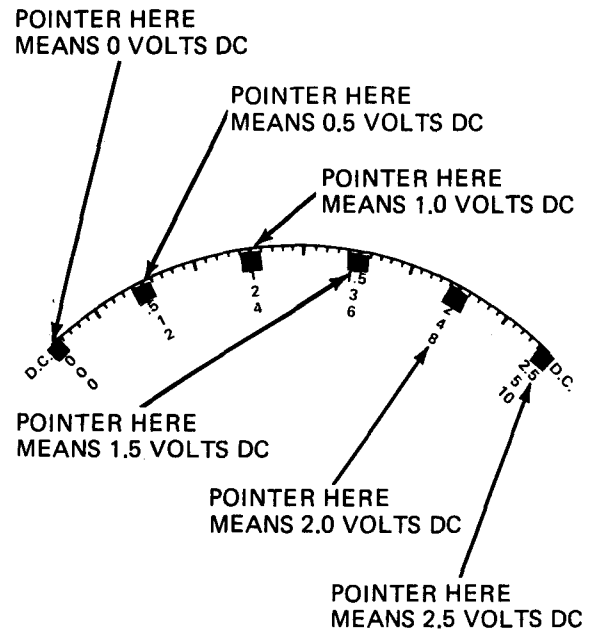 POINTER HERE
MEANS 0 VOLTS DC
POINTER HERE
MEANS 0.5 VOLTS DC
POINTER HERE
MEANS 1.0 VOLTS DC
D.C.
0
0
0
.5
1
2
2
4
1.5
3
6
2
4
8
2.5
5
10
D.C.
POINTER HERE
MEANS 1.5 VOLTS DC
POINTER HERE
MEANS 2.0 VOLTS DC
POINTER HERE
MEANS 2.5 VOLTS DC